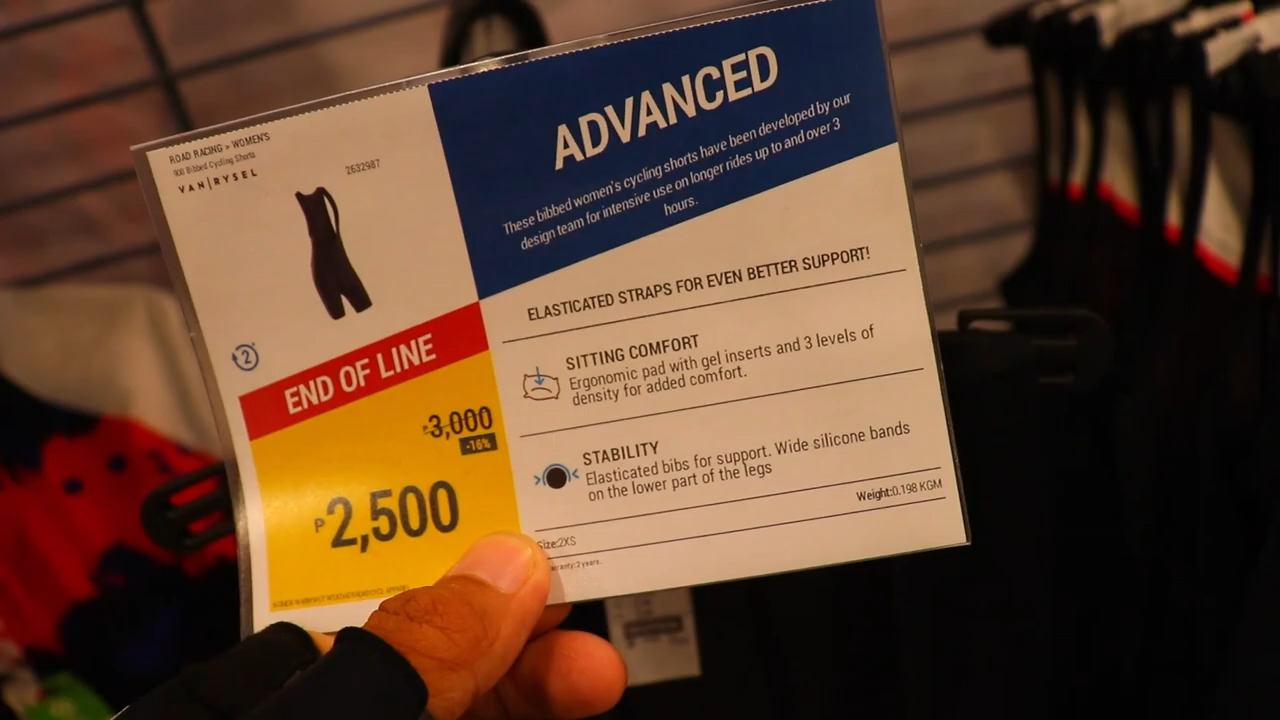 ROAD RACING > WOMEN'S
900 Bibbed Cycling Shorts
VAN|RYSEL
2632987
2
END OF LINE
₱3,000
-16%
₱2,500
ADVANCED
These bibbed women's cycling shorts have been developed by our
design team for intensive use on longer rides up to and over 3
hours.
ELASTICATED STRAPS FOR EVEN BETTER SUPPORT!
SITTING COMFORT
Ergonomic pad with gel inserts and 3 levels of
density for added comfort.
STABILITY
Elasticated bibs for support. Wide silicone bands
on the lower part of the legs
Weight:0.198 KGM
Size:2XS
2 years.